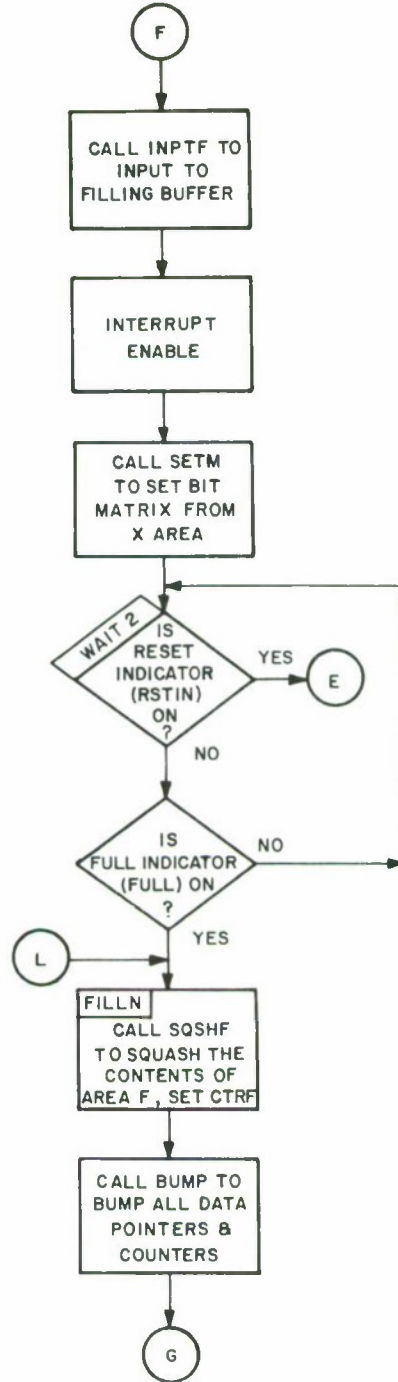 F
CALL INPTF TO
INPUT TO
FILLING BUFFER
INTERRUPT
ENABLE
CALL SETM
TO SET BIT
MATRIX FROM
X AREA
WAIT 2
IS
RESET
INDICATOR
(RSTIN)
ON
?
YES
E
NO
IS
FULL INDICATOR
(FULL) ON
?
NO
YES
L
FILLN
CALL SQSHF
TO SQUASH THE
CONTENTS OF
AREA F, SET CTRF
CALL BUMP TO
BUMP ALL DATA
POINTERS &
COUNTERS
G